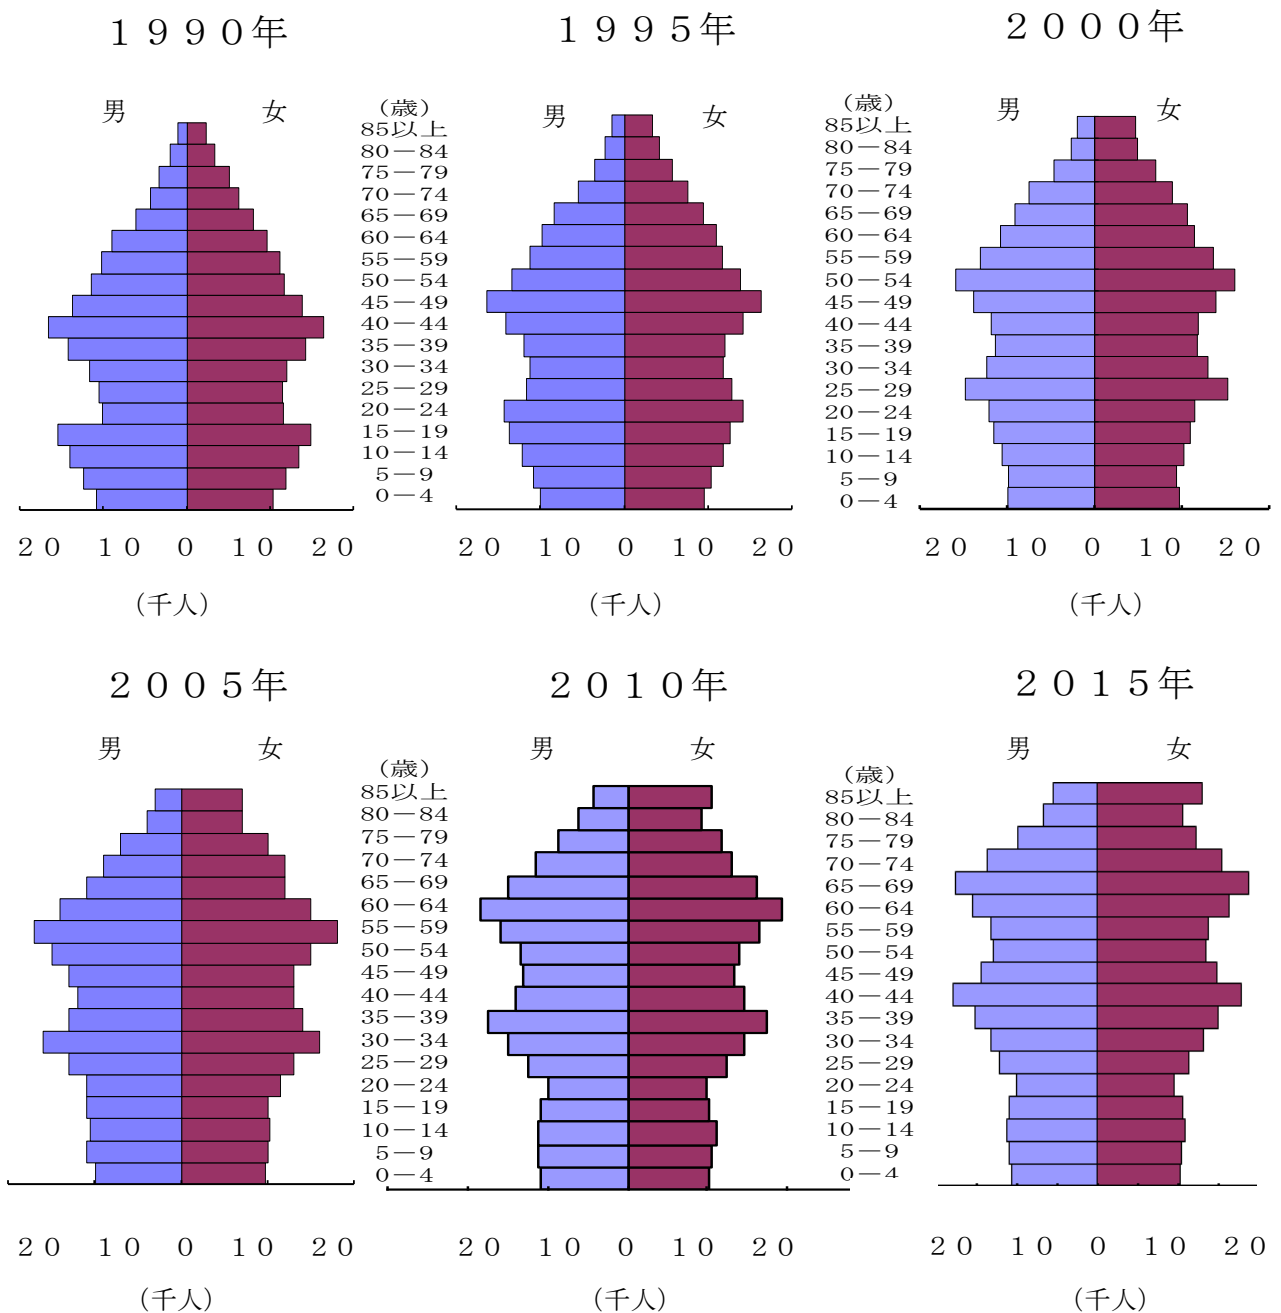 １９９０年
男 女
（歳）
85以上
80－84
75－79
70－74
65－69
60－64
55－59
50－54
45－49
40－44
35－39
30－34
25－29
20－24
15－19
10－14
5－9
0－4
２０ １０ ０ １０ ２０
（千人）
１９９５年
男 女
２０ １０ ０ １０ ２０
（千人）
２０００年
（歳）
男 女
85以上
80－84
75－79
70－74
65－69
60－64
55－59
50－54
45－49
40－44
35－39
30－34
25－29
20－24
15－19
10－14
5－9
0－4
２０ １０ ０ １０ ２０
（千人）
２００５年
男 女
（歳）
85以上
80－84
75－79
70－74
65－69
60－64
55－59
50－54
45－49
40－44
35－39
30－34
25－29
20－24
15－19
10－14
5－9
0－4
２０ １０ ０ １０ ２０
（千人）
２０１０年
男 女
２０ １０ ０ １０ ２０
（千人）
２０１５年
男 女
（歳）
85以上
80－84
75－79
70－74
65－69
60－64
55－59
50－54
45－49
40－44
35－39
30－34
25－29
20－24
15－19
10－14
5－9
0－4
２０ １０ ０ １０ ２０
（千人）